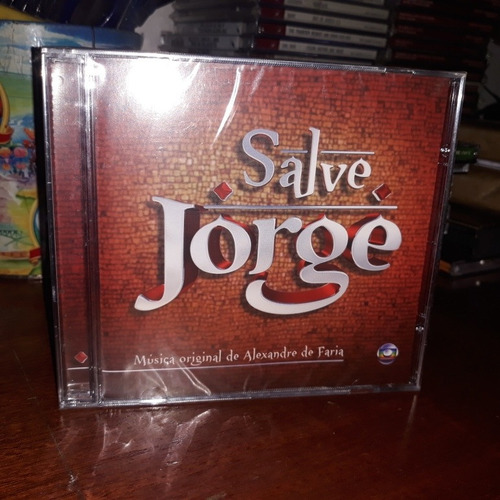 Salve
Jorge
Música original de Alexandre de Faria